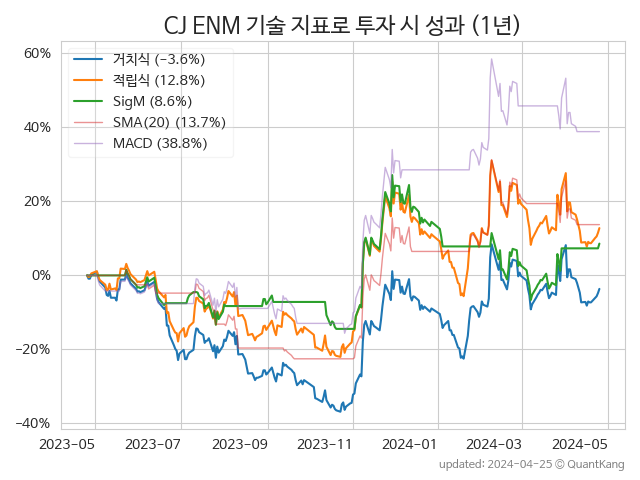 CJ ENM 기술 지표로 투자 시 성과 (1년)
60%
40%
20%
0%
−20%
−40%
거치식 (−3.6%)
적립식 (12.8%)
SigM (8.6%)
SMA(20) (13.7%)
MACD (38.8%)
2023-05 2023-07 2023-09 2023-11 2024-01 2024-03 2024-05
updated: 2024-04-25 ⓒ QuantKang